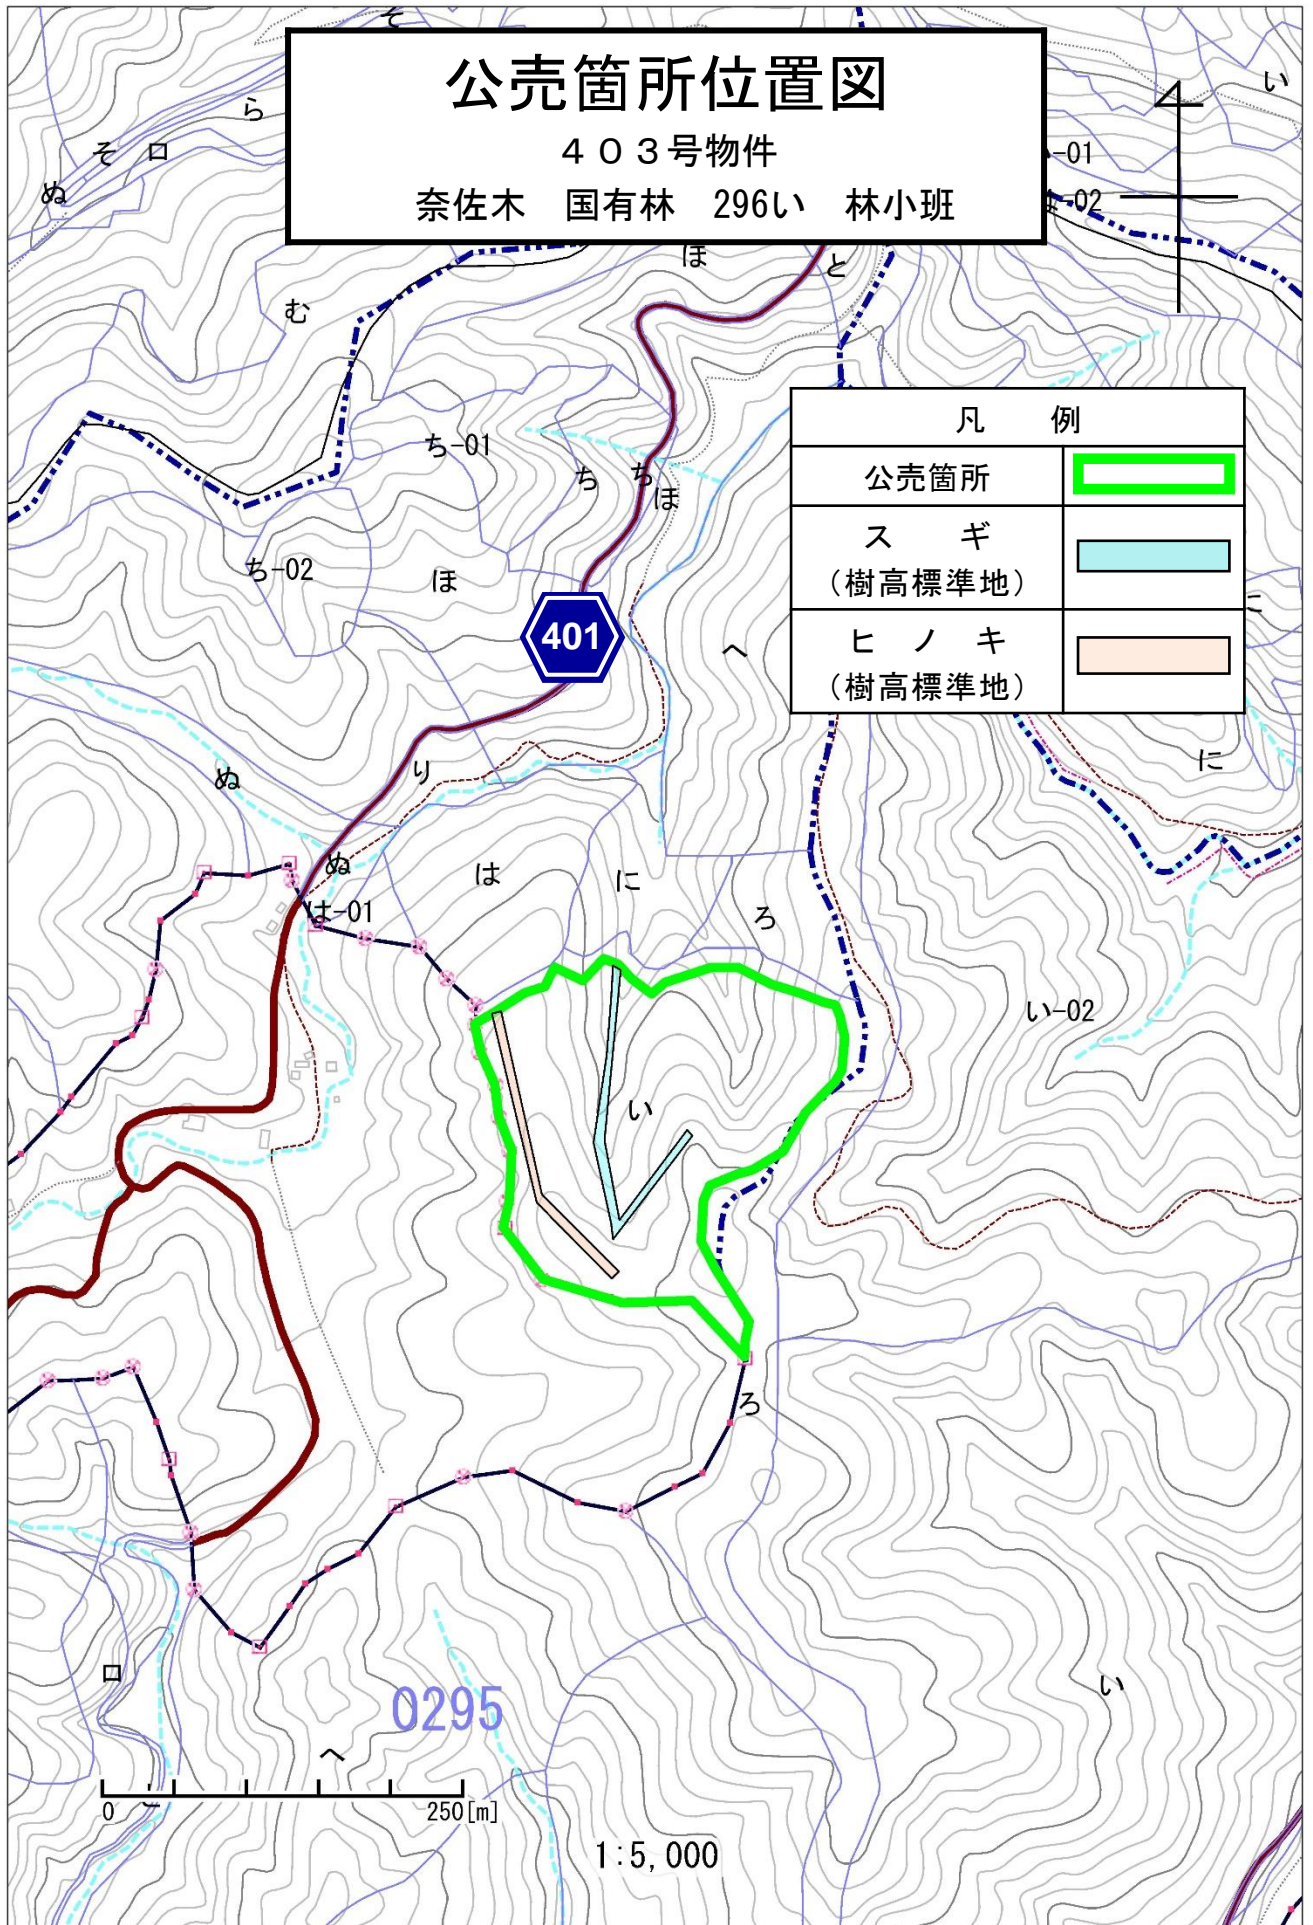 そ
公売箇所位置図
４０３号物件
奈佐木　国有林　296い　林小班
い
ら
そ
ロ
ぬ
-01
-02
ほ
と
む
凡　例
公売箇所
スギ
（樹高標準地）
ヒノキ
（樹高標準地）
ち-01
ち
ち
ほ
ち-02
ほ
401
へ
に
ぬ
り
ぬ
は
に
は-01
ろ
い-02
い
ろ
ロ
い
0295
へ
0
250[m]
1:5,000